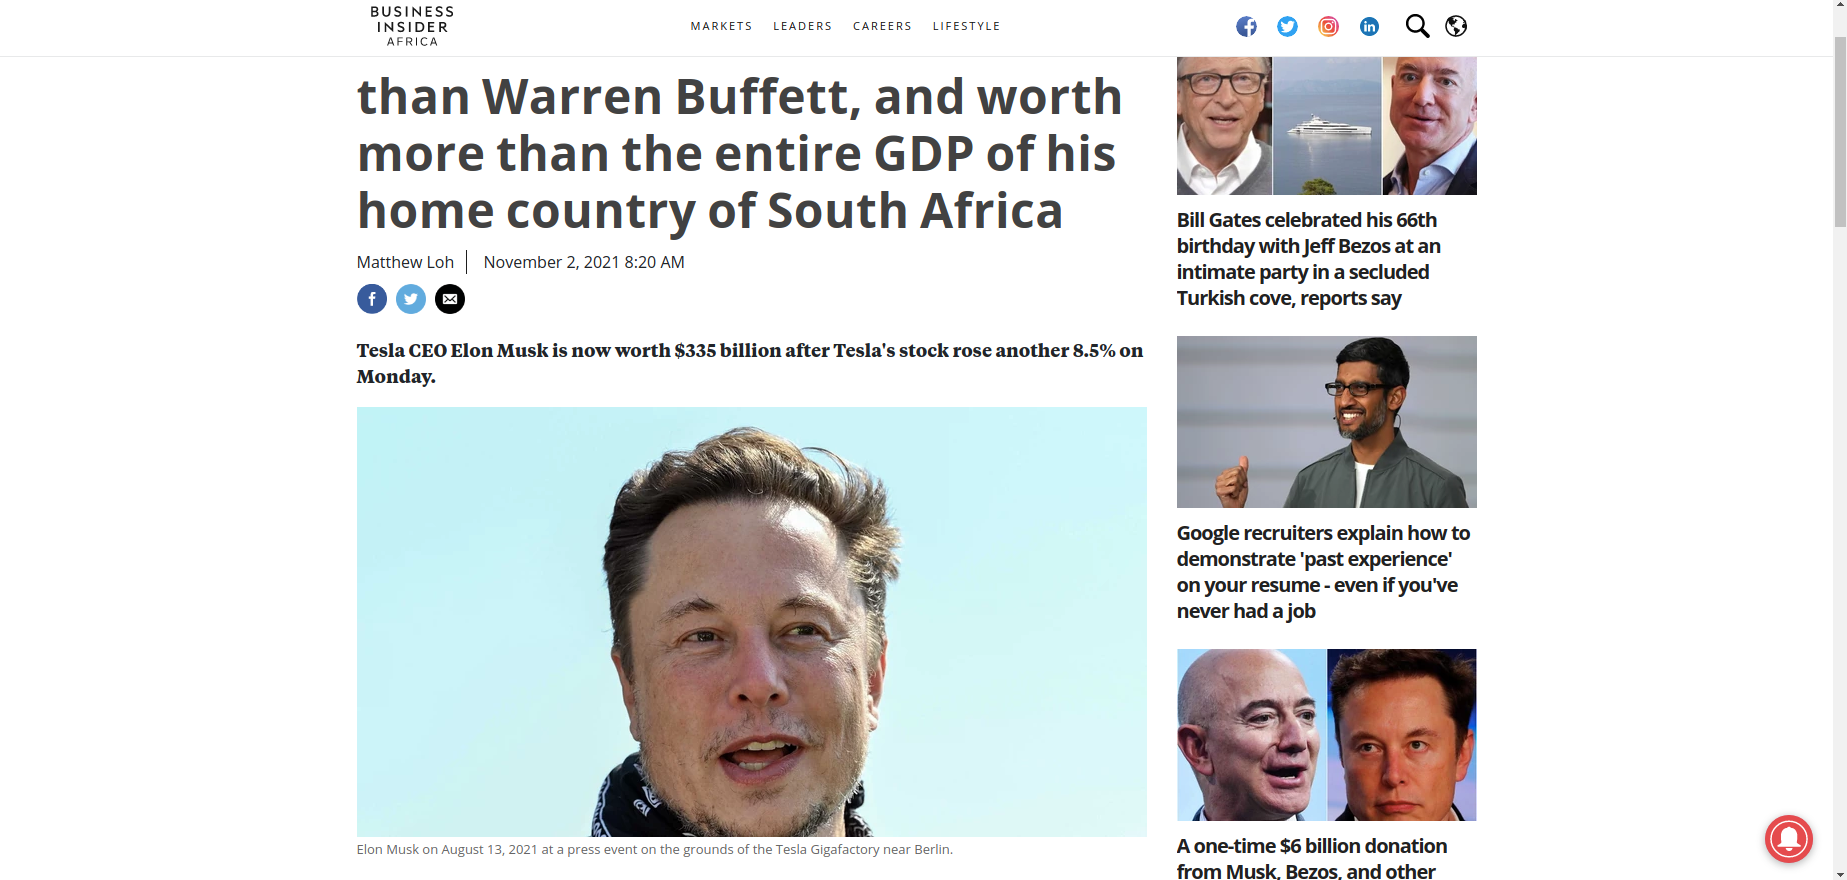 BUSINESS
INSIDER
AFRICA
MARKETS LEADERS CAREERS LIFESTYLE
than Warren Buffett, and worth
more than the entire GDP of his
home country of South Africa
Matthew Loh | November 2, 2021 8:20 AM
Tesla CEO Elon Musk is now worth $335 billion after Tesla's stock rose another 8.5% on
Monday.
Elon Musk on August 13, 2021 at a press event on the grounds of the Tesla Gigafactory near Berlin.
Bill Gates celebrated his 66th
birthday with Jeff Bezos at an
intimate party in a secluded
Turkish cove, reports say
Google recruiters explain how to
demonstrate 'past experience'
on your resume - even if you've
never had a job
A one-time $6 billion donation
from Musk, Bezos, and other